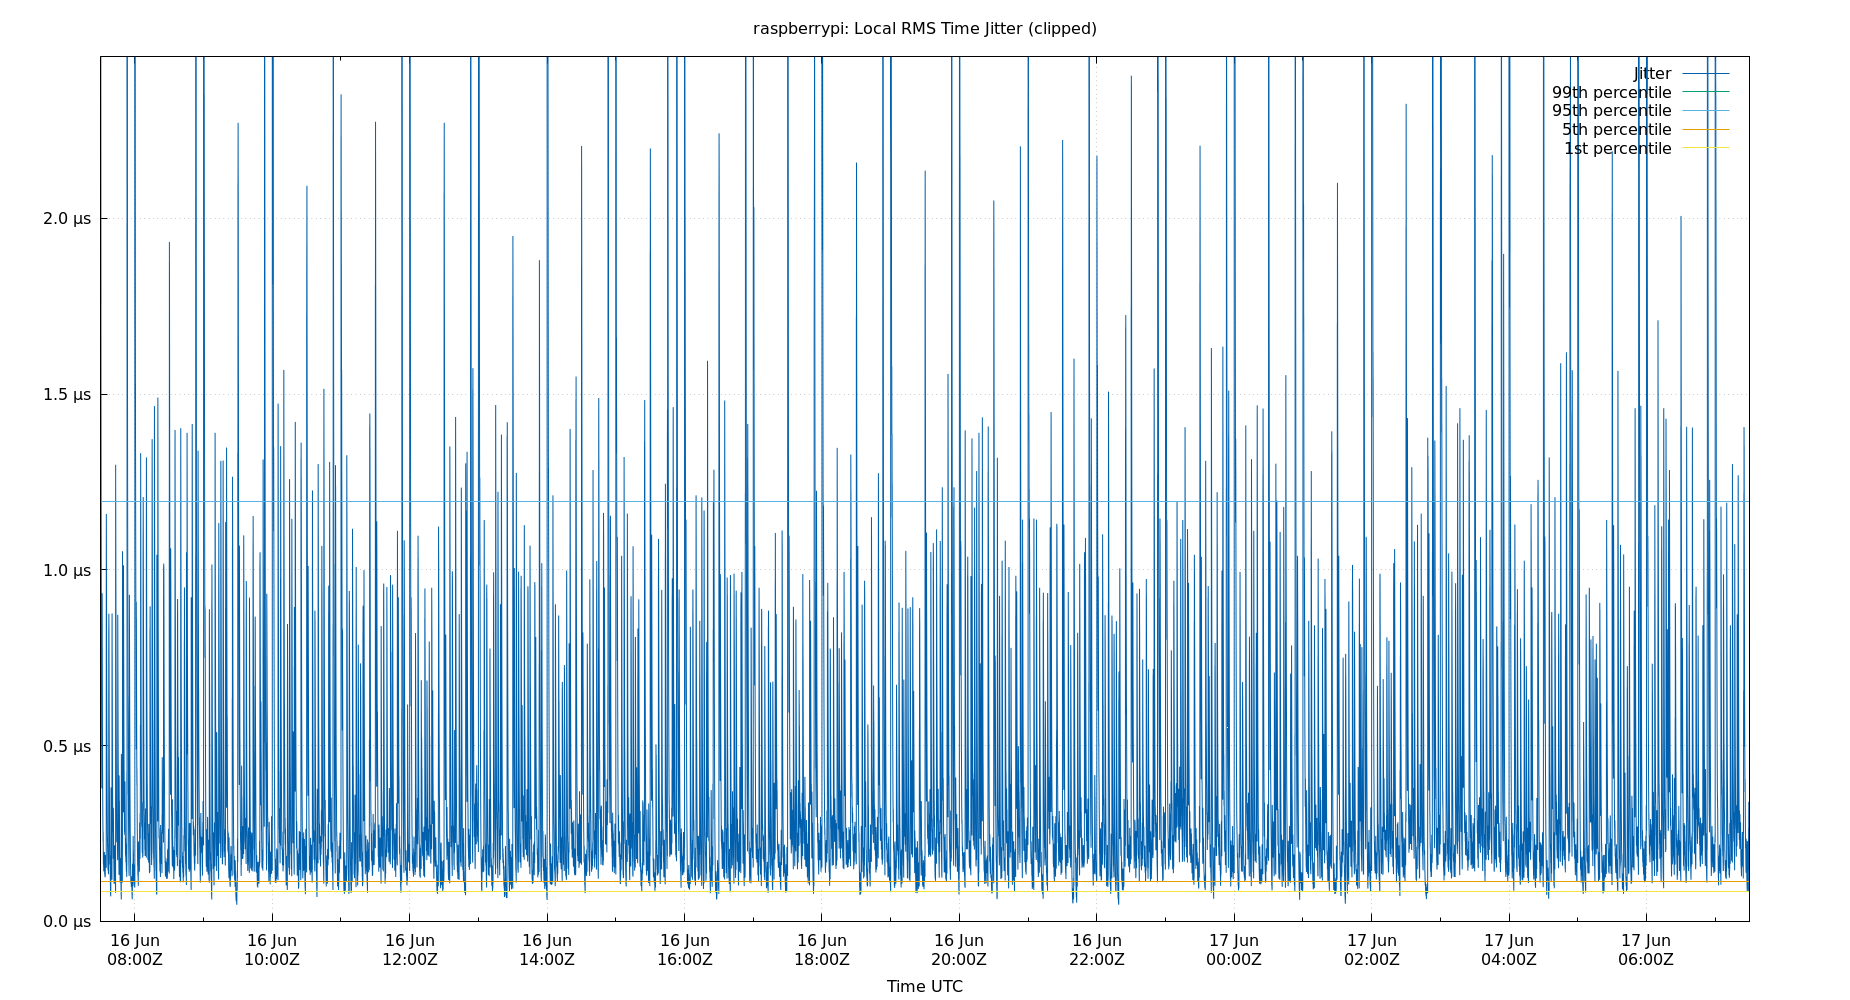 raspberrypi: Local RMS Time Jitter (clipped)
Jitter
99th percentile
95th percentile
5th percentile
1st percentile
2.0 µs
1.5 µs
1.0 µs
0.5 µs
0.0 µs
16 Jun 16 Jun 16 Jun 16 Jun 16 Jun 16 Jun 16 Jun 16 Jun 17 Jun 17 Jun 17 Jun 17 Jun
08:00Z 10:00Z 12:00Z 14:00Z 16:00Z 18:00Z 20:00Z 22:00Z 00:00Z 02:00Z 04:00Z 06:00Z
Time UTC